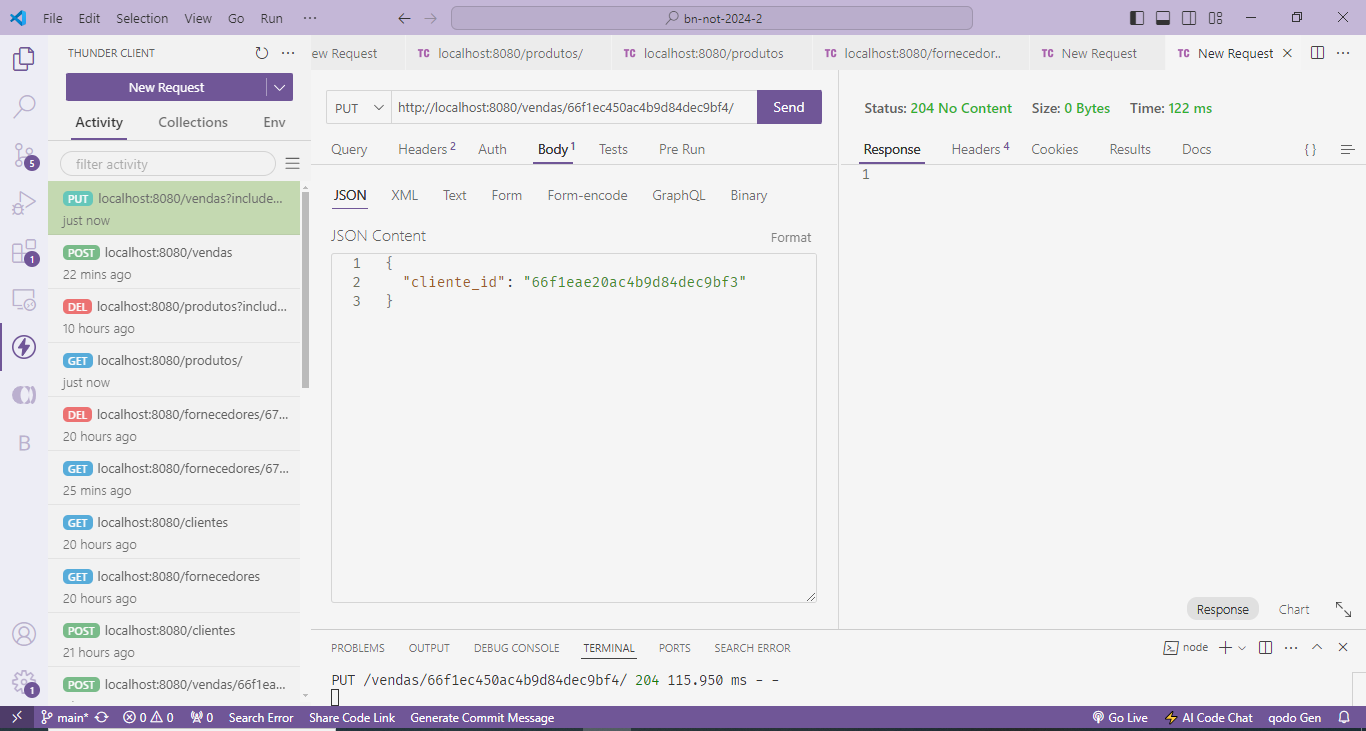 File Edit Selection View Go Run ··· bn-not-2024-2
THUNDER CLIENT
New Request
Activity Collections Env
filter activity
PUT localhost:8080/vendas?include...
just now
POST localhost:8080/vendas
22 mins ago
DEL localhost:8080/produtos?includ...
10 hours ago
GET localhost:8080/produtos/
just now
DEL localhost:8080/fornecedores/67...
20 hours ago
GET localhost:8080/fornecedores/67...
25 mins ago
GET localhost:8080/clientes
20 hours ago
GET localhost:8080/fornecedores
20 hours ago
POST localhost:8080/clientes
21 hours ago
POST localhost:8080/vendas/66f1ea...
5
1
B
1
ew Request TC localhost:8080/produtos/ TC localhost:8080/produtos TC localhost:8080/fornecedor.. TC New Request TC New Request
PUT http://localhost:8080/vendas/66f1ec450ac4b9d84dec9bf4/ Send
Query Headers 2 Auth Body 1 Tests Pre Run
JSON XML Text Form Form-encode GraphQL Binary
JSON Content Format
1 {
2 "cliente_id": "66f1eae20ac4b9d84dec9bf3"
3 }
Status: 204 No Content Size: 0 Bytes Time: 122 ms
Response Headers 4 Cookies Results Docs { }
1
Response Chart
PROBLEMS OUTPUT DEBUG CONSOLE TERMINAL PORTS SEARCH ERROR node
PUT /vendas/66f1ec450ac4b9d84dec9bf4/ 204 115.950 ms - -
main* 0 0 0 Search Error Share Code Link Generate Commit Message Go Live AI Code Chat qodo Gen